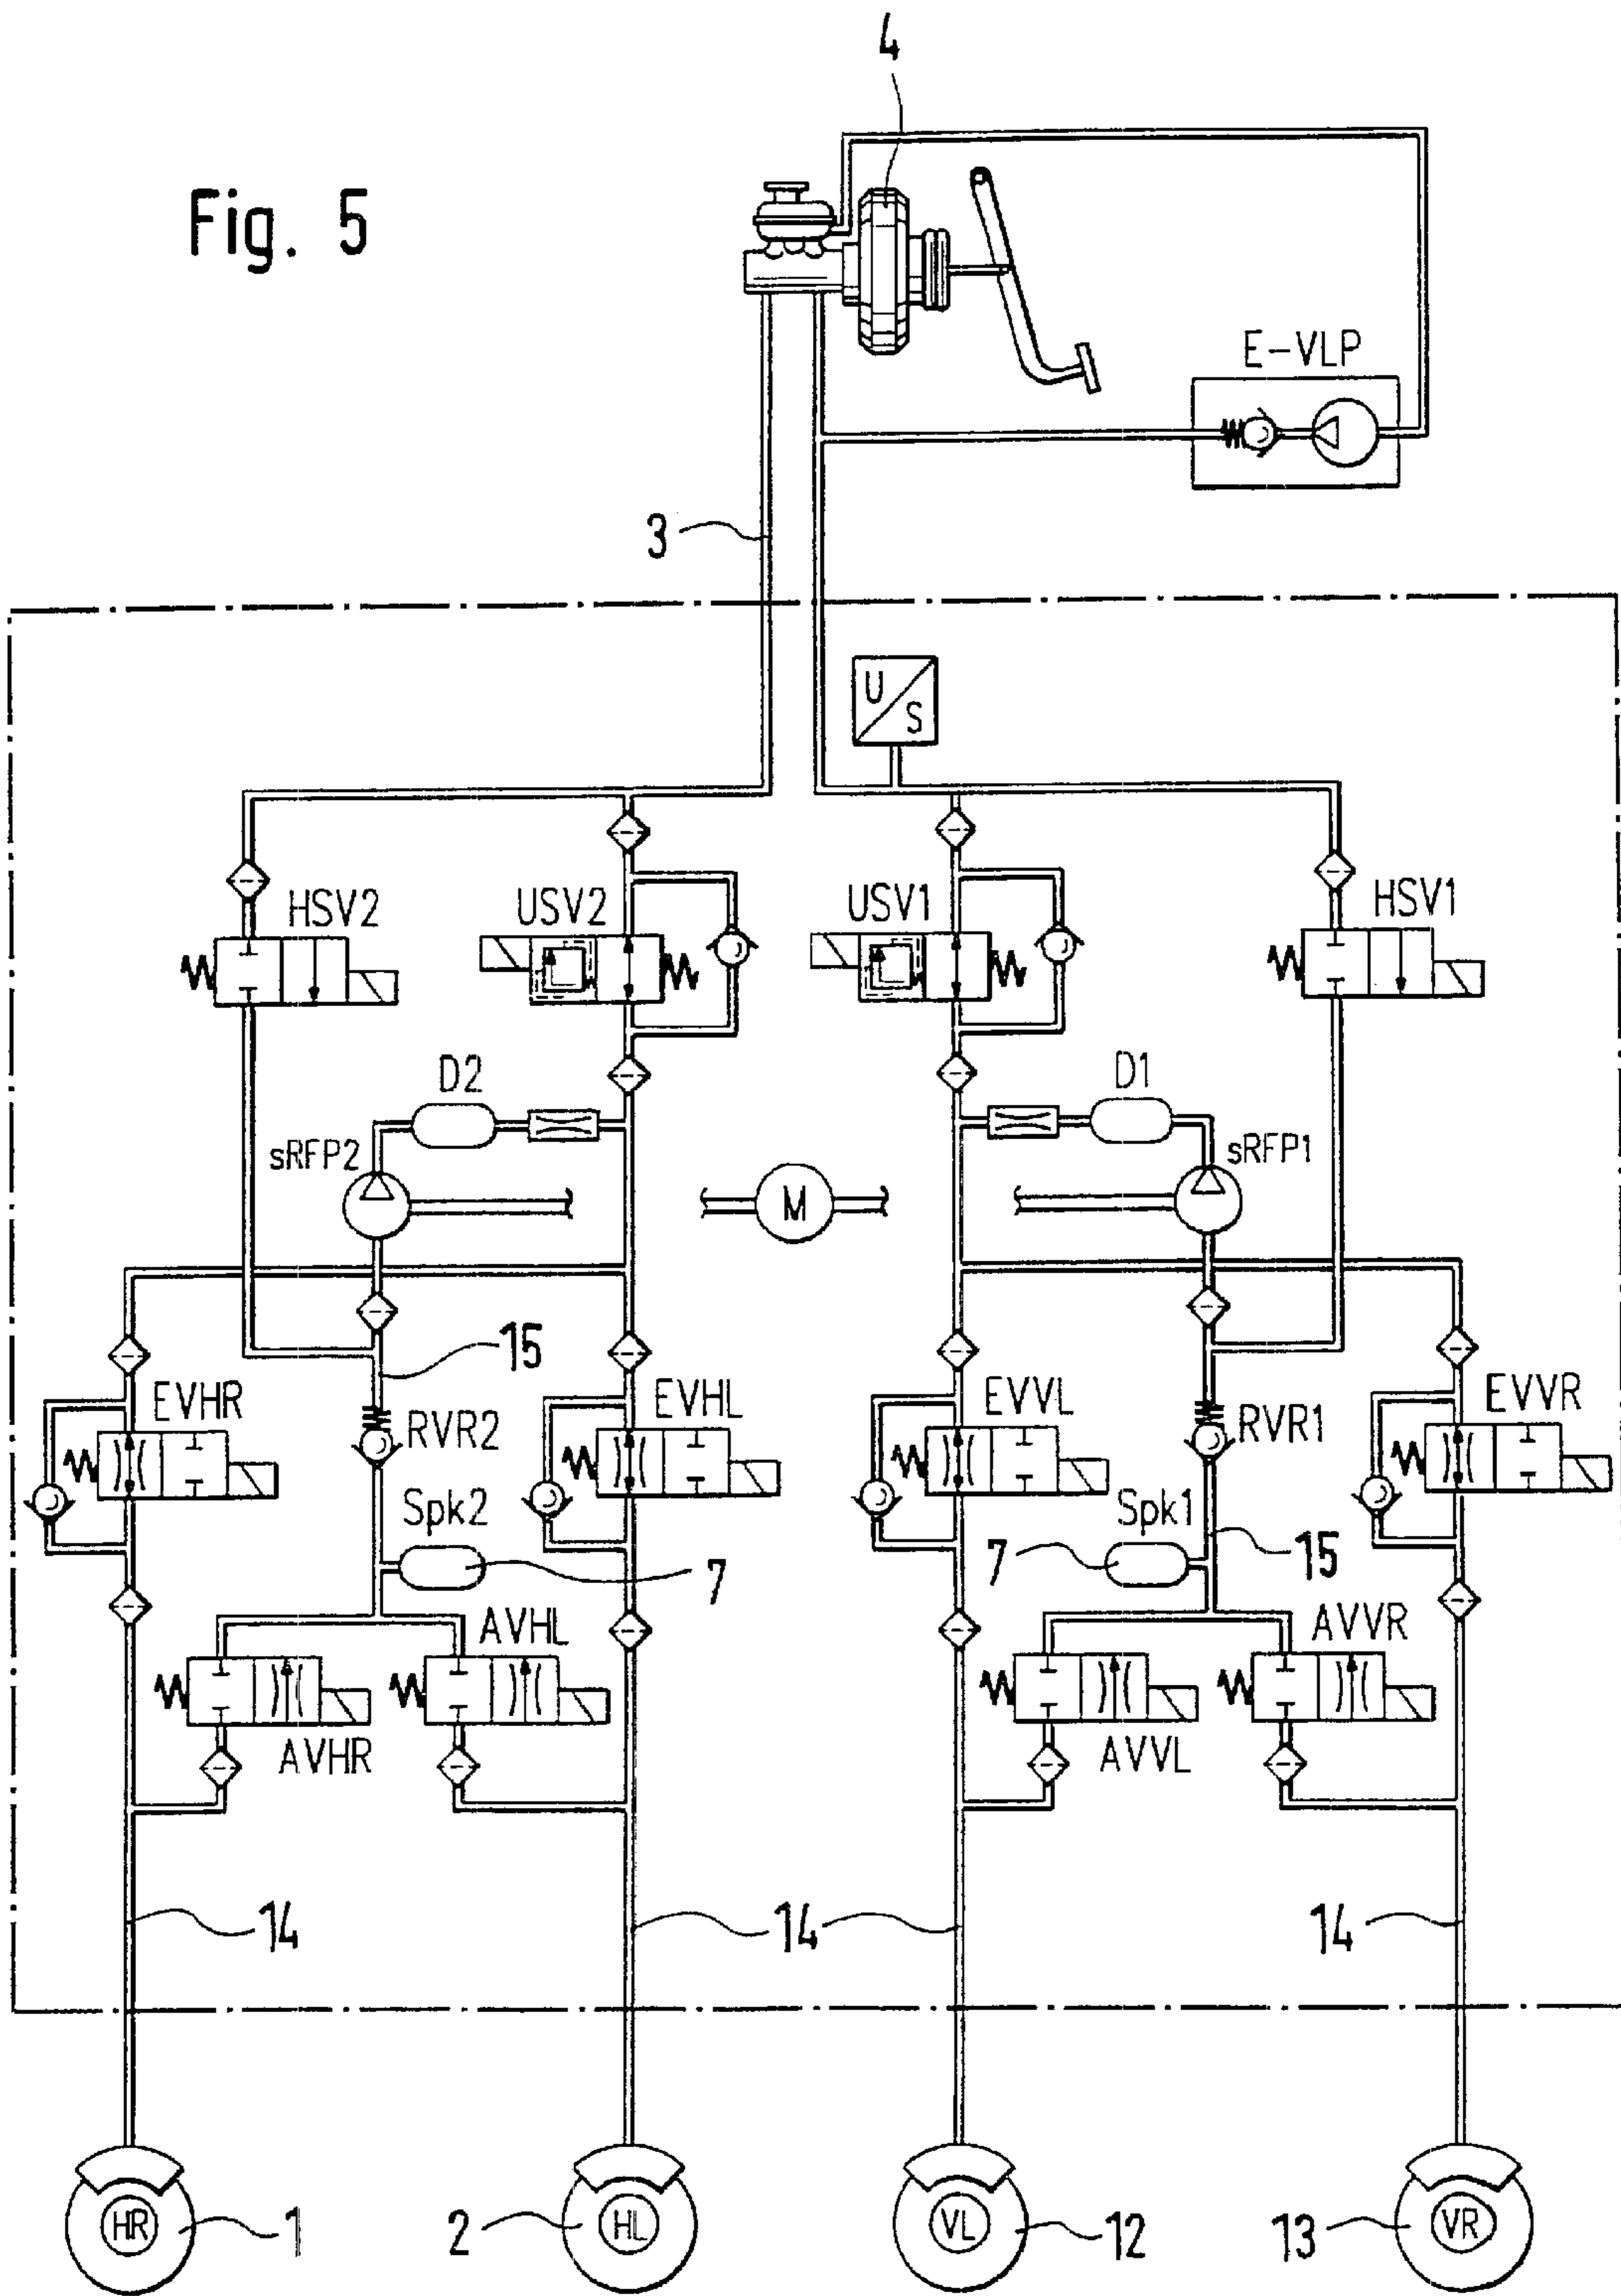 4
Fig. 5
E-VLP
3
U
S
HSV2
USV2
USV1
HSV1
D2
D1
sRFP2
sRFP1
M
15
EVHR
RVR2
EVHL
EVVL
RVR1
EVVR
Spk2
Spk1
7
7
15
AVHL
AVVR
AVHR
AVVL
14
14
14
HR
1
2
HL
VL
12
13
VR